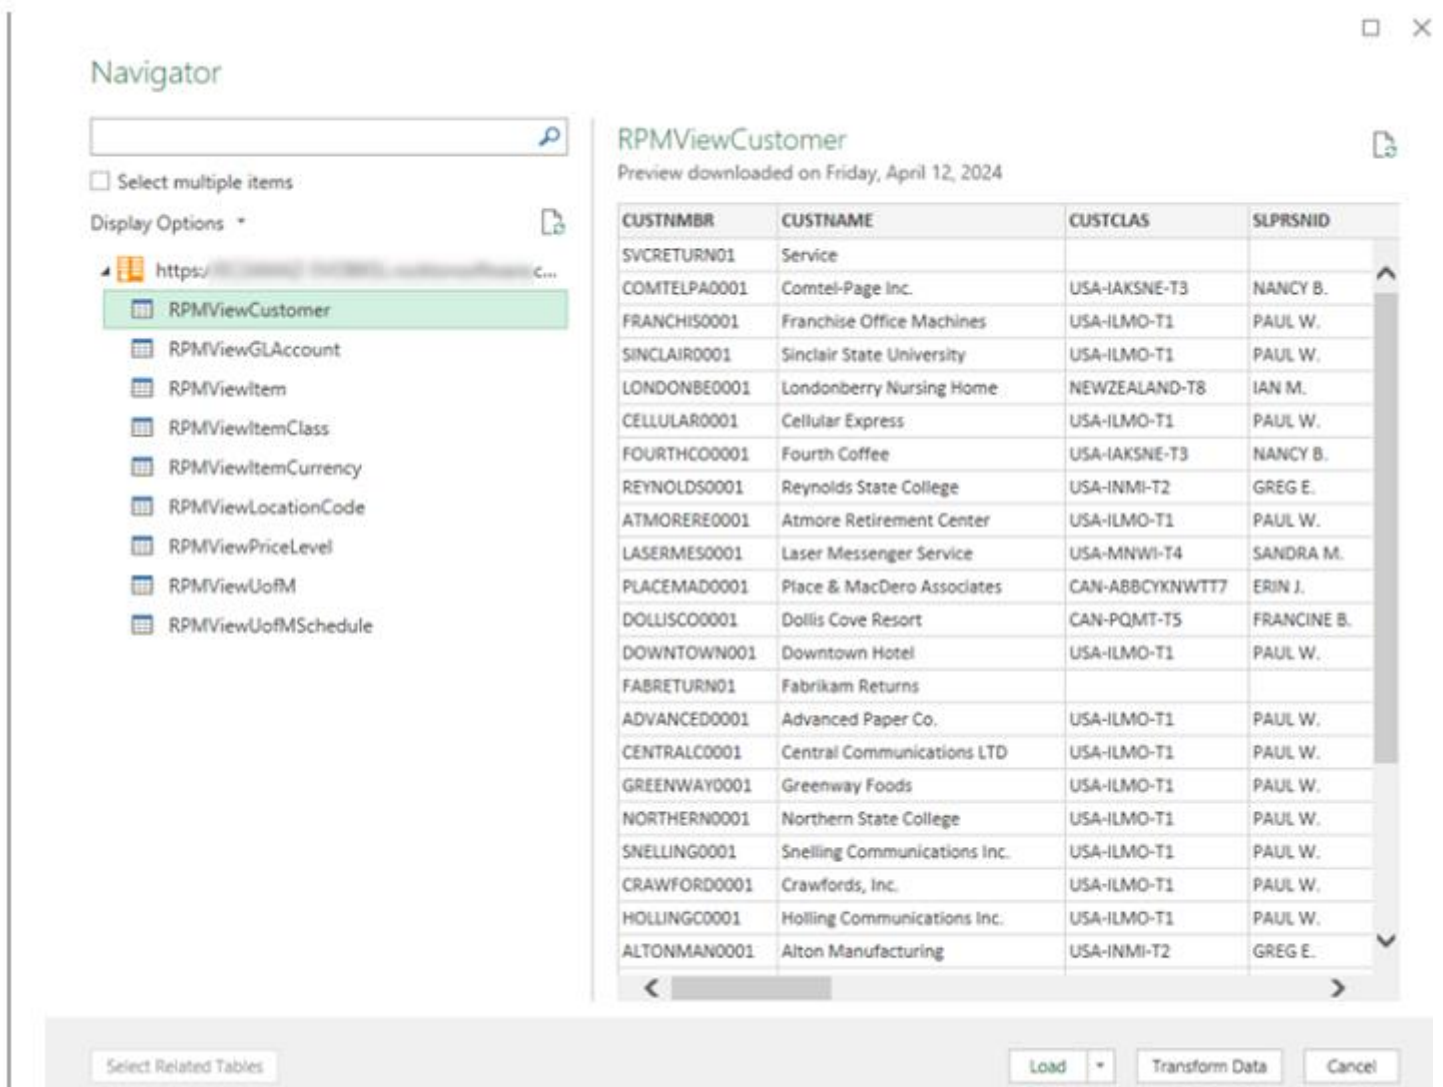 Navigator
Select multiple items
Display Options
https:/ c...
RPMViewCustomer
RPMViewGLAccount
RPMViewItem
RPMViewItemClass
RPMViewItemCurrency
RPMViewLocationCode
RPMViewPriceLevel
RPMViewUofM
RPMViewUofMSchedule
RPMViewCustomer
Preview downloaded on Friday, April 12, 2024
CUSTNMBR CUSTNAME CUSTCLAS SLPRSNID
SVCRETURN01 Service
COMTELPA0001 Comtel-Page Inc. USA-IAKSNE-T3 NANCY B.
FRANCHIS0001 Franchise Office Machines USA-ILMO-T1 PAUL W.
SINCLAIR0001 Sinclair State University USA-ILMO-T1 PAUL W.
LONDONBE0001 Londonberry Nursing Home NEWZEALAND-T8 IAN M.
CELLULAR0001 Cellular Express USA-ILMO-T1 PAUL W.
FOURTHCO0001 Fourth Coffee USA-IAKSNE-T3 NANCY B.
REYNOLDS0001 Reynolds State College USA-INMI-T2 GREG E.
ATMORERE0001 Atmore Retirement Center USA-ILMO-T1 PAUL W.
LASERMES0001 Laser Messenger Service USA-MNWI-T4 SANDRA M.
PLACEMAD0001 Place & MacDero Associates CAN-ABBCYKNWTT7 ERIN J.
DOLLISCO0001 Dollis Cove Resort CAN-PQMT-T5 FRANCINE B.
DOWNTOWN001 Downtown Hotel USA-ILMO-T1 PAUL W.
FABRETURN01 Fabrikam Returns
ADVANCED0001 Advanced Paper Co. USA-ILMO-T1 PAUL W.
CENTRALC0001 Central Communications LTD USA-ILMO-T1 PAUL W.
GREENWAY0001 Greenway Foods USA-ILMO-T1 PAUL W.
NORTHERN0001 Northern State College USA-ILMO-T1 PAUL W.
SNELLING0001 Snelling Communications Inc. USA-ILMO-T1 PAUL W.
CRAWFORD0001 Crawfords, Inc. USA-ILMO-T1 PAUL W.
HOLLINGC0001 Holling Communications Inc. USA-ILMO-T1 PAUL W.
ALTONMAN0001 Alton Manufacturing USA-INMI-T2 GREG E.
Select Related Tables
Load Transform Data Cancel